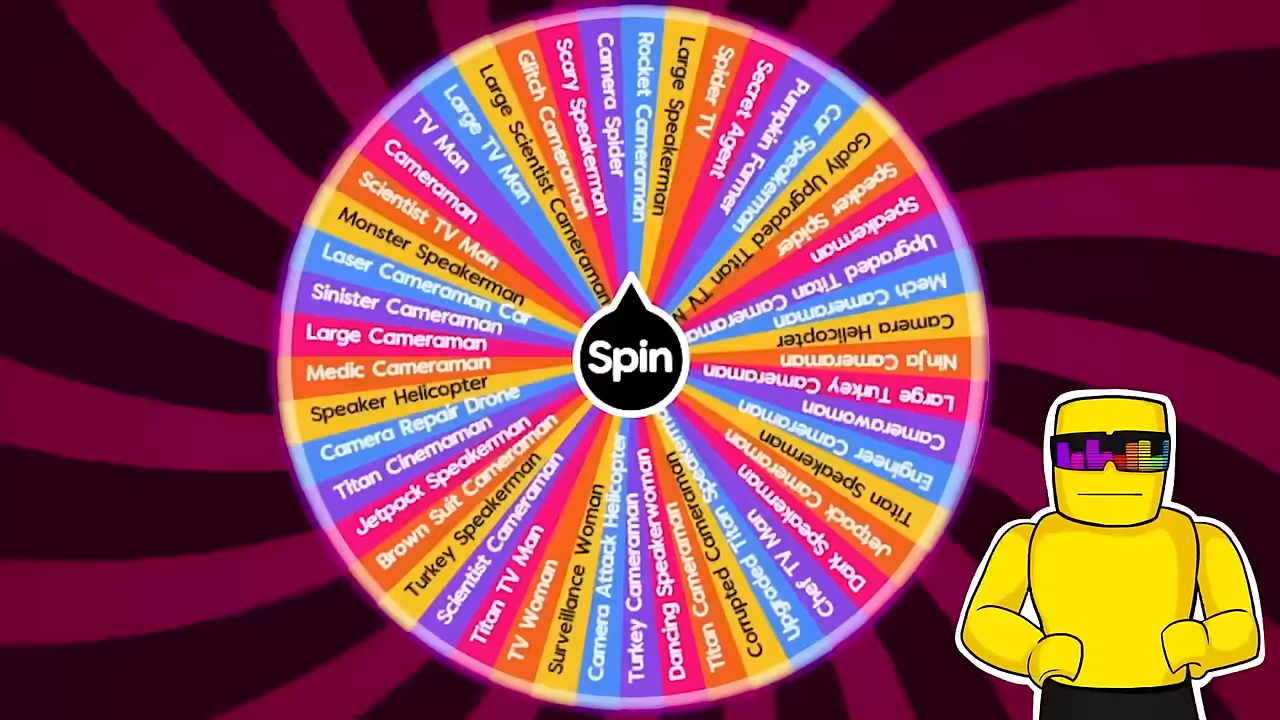 Rocket Cameraman
Large Speakerman
Spider TV
Secret Agent
Pumpkin Farmer
Car Speakerman
Godly Upgraded Titan TV M
Speaker Spider
Speakerman
Upgraded Titan Camerama
Mech Cameraman
Camera Helicopter
Ninja Cameraman
Large Turkey Cameraman
Camerawoman
Engineer Cameraman
Titan Speakerman
Jetpack Cameraman
Dark Speakerman
Chef TV Man
Upgraded Titan Speakerma
Corrupted Cameraman
Titan Cameraman
Dancing Speakerwoman
Turkey Cameraman
Camera Attack Helicopter
Surveillance Woman
TV Woman
Titan TV Man
Scientist Cameraman
Turkey Speakerman
Brown Suit Cameraman
Jetpack Speakerman
Titan Cinemaman
Camera Repair Drone
Speaker Helicopter
Medic Cameraman
Large Cameraman
Sinister Cameraman
Laser Cameraman Car
Monster Speakerman
Scientist TV Man
Cameraman
TV Man
Large TV Man
Large Scientist Cameraman
Glitch Cameraman
Scary Speakerman
Camera Spider
Spin